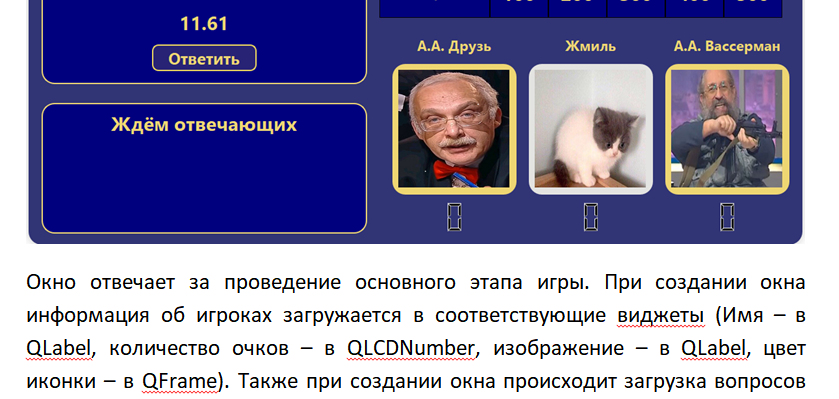 11.61
Ответить
Ждём отвечающих
А.А. Друзь
Жмиль
А.А. Вассерман
0
0
0
Окно отвечает за проведение основного этапа игры. При создании окна
информация об игроках загружается в соответствующие виджеты (Имя – в
QLabel, количество очков – в QLCDNumber, изображение – в QLabel, цвет
иконки – в QFrame). Также при создании окна происходит загрузка вопросов